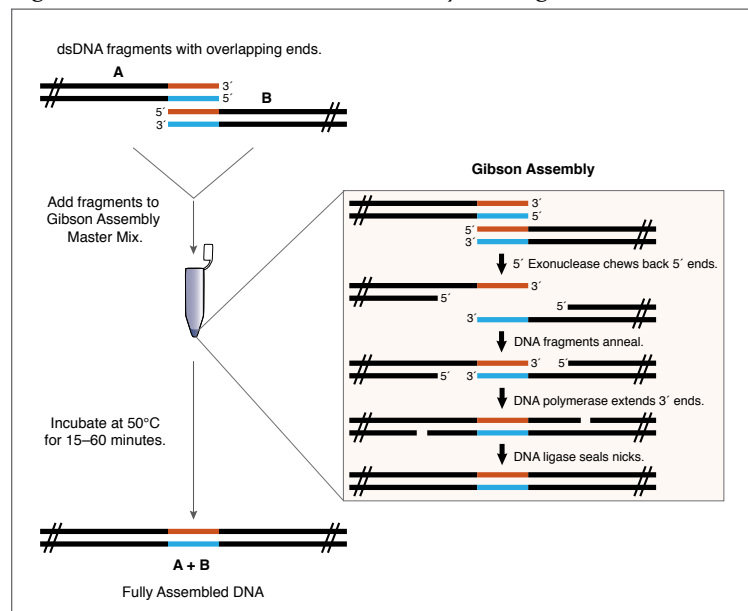 dsDNA fragments with overlapping ends.
A
3´
5´
B
5´
3´
Add fragments to
Gibson Assembly
Master Mix.
Incubate at 50°C
for 15–60 minutes.
A + B
Fully Assembled DNA
Gibson Assembly
3´
5´
5´
3´
5´ Exonuclease chews back 5´ ends.
3´
5´
5´
3´
DNA fragments anneal.
3´
5´
5´
3´
DNA polymerase extends 3´ ends.
DNA ligase seals nicks.